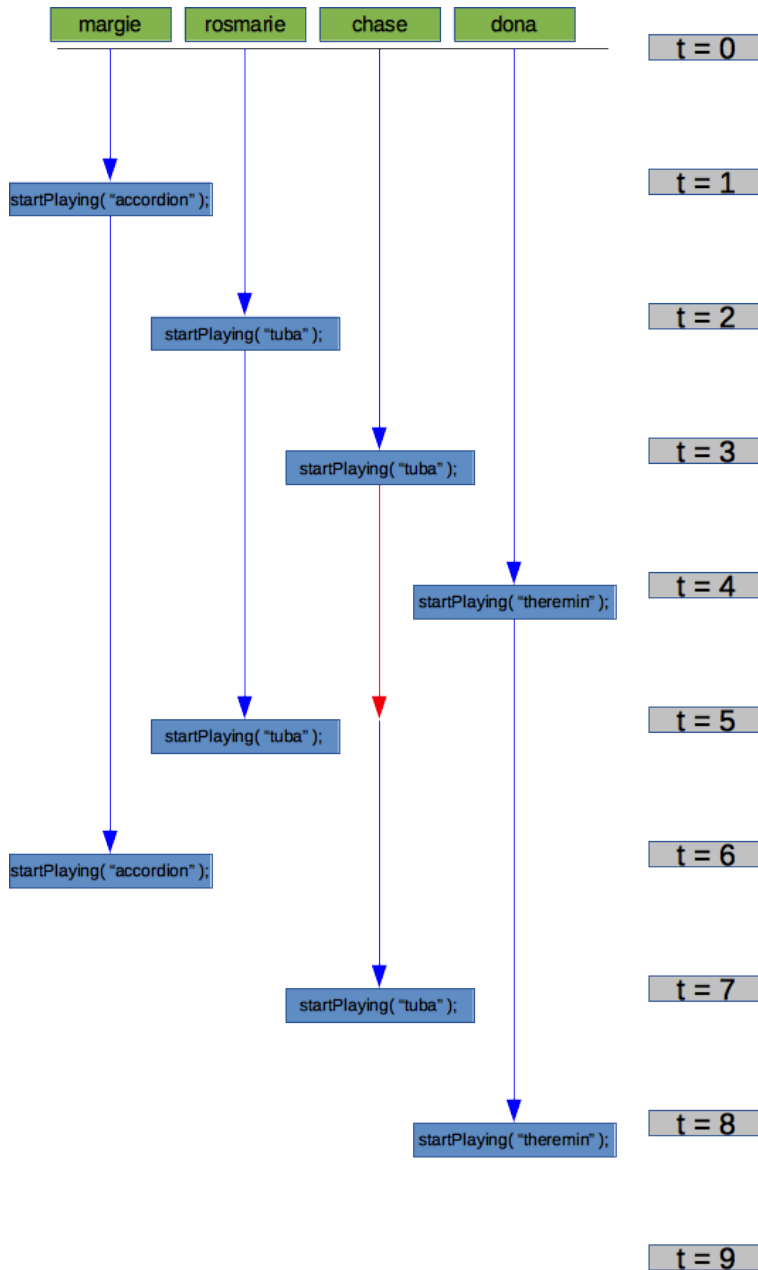 margie rosmarie chase dona
t = 0
startPlaying( “accordion” );
t = 1
startPlaying( “tuba” );
t = 2
startPlaying( “tuba” );
t = 3
startPlaying( “theremin” );
t = 4
startPlaying( “tuba” );
t = 5
startPlaying( “accordion” );
t = 6
startPlaying( “tuba” );
t = 7
startPlaying( “theremin” );
t = 8
t = 9